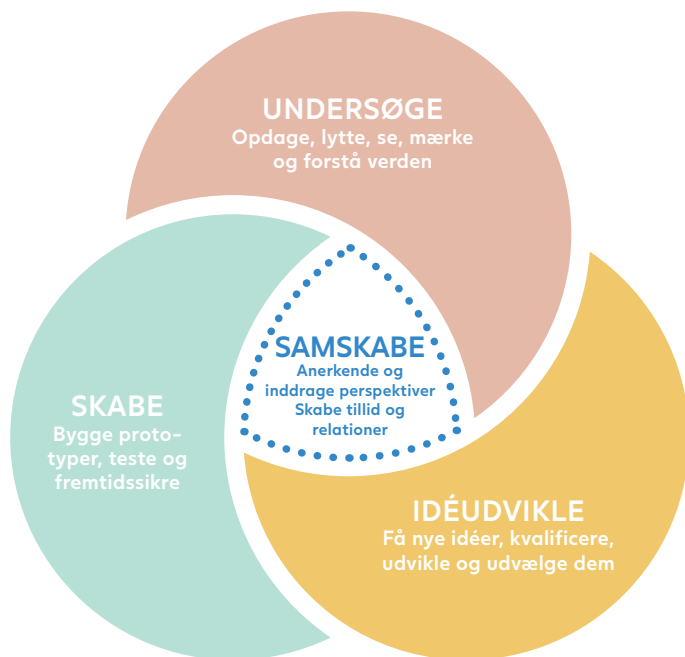 UNDERSØGE
Opdage, lytte, se, mærke
og forstå verden
SAMSKABE
Anerkende og
inddrage perspektiver
Skabe tillid og
relationer
SKABE
Bygge proto-
typer, teste og
fremtidssikre
IDÉUDVIKLE
Få nye idéer, kvalificere,
udvikle og udvælge dem